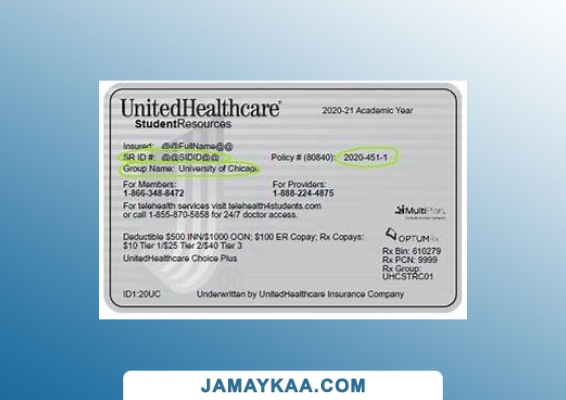 UnitedHealthcare®
StudentResources
2020-21 Academic Year
Insured: @@FullName@@
SR ID #: @@SIDID@@
Policy # (80840): 2020-451-1
Group Name: University of Chicago
For Members:
1-866-348-8472
For Providers:
1-888-224-4875
For telehealth services visit telehealth4students.com
or call 1-855-870-5858 for 24/7 doctor access.
MultiPlan.
Deductible $500 INN/$1000 OON; $100 ER Copay; Rx Copays:
$10 Tier 1/$25 Tier 2/$40 Tier 3
UnitedHealthcare Choice Plus
OPTUMRx
Rx Bin: 610279
Rx PCN: 9999
Rx Group:
UHCSTRC01
ID1:20UC
Underwritten by UnitedHealthcare Insurance Company
JAMAYKAA.COM